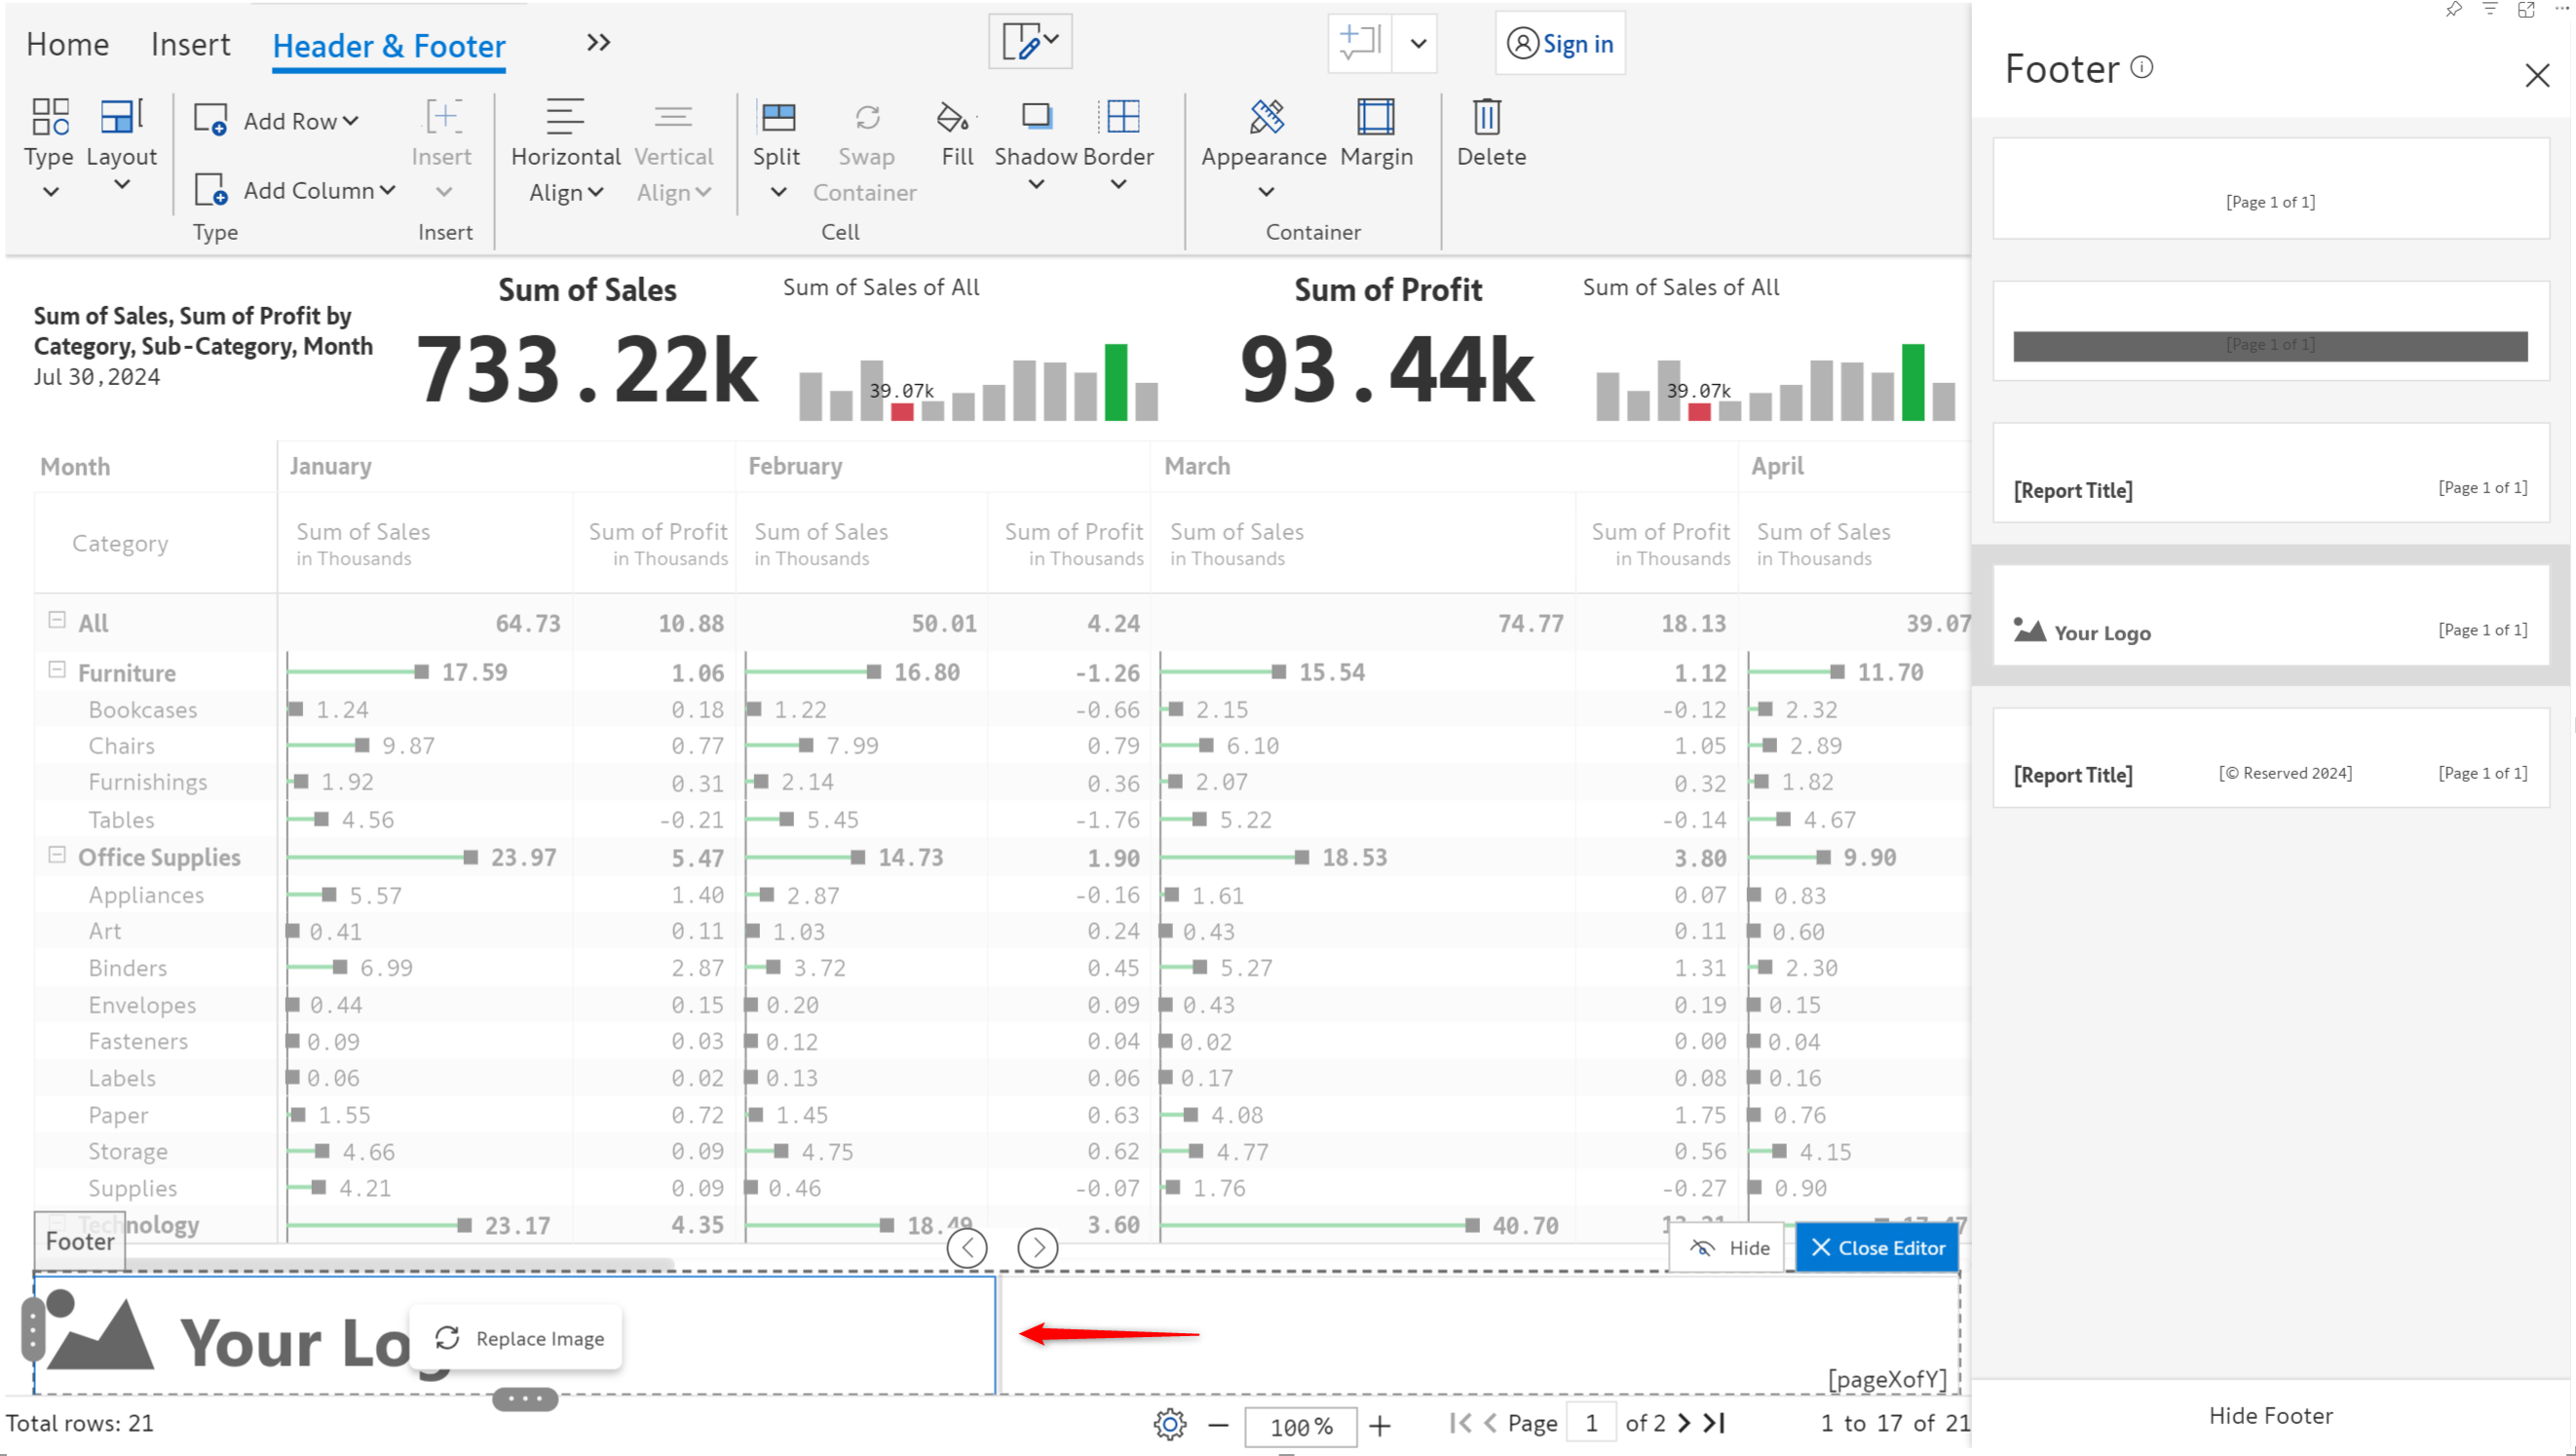 Home Insert Header & Footer Sign in
Type Layout Add Row Insert Horizontal Align Vertical Align Split Swap Container Fill Shadow Border Appearance Margin Delete
Add Column
Type Insert Cell Container
Sum of Sales, Sum of Profit by
Category, Sub-Category, Month
Jul 30,2024
Sum of Sales
733.22k
Sum of Sales of All
39.07k
Sum of Profit
93.44k
Sum of Sales of All
39.07k
Month January February March April
Category Sum of Sales Sum of Profit Sum of Sales Sum of Profit Sum of Sales Sum of Profit Sum of Sales
in Thousands in Thousands in Thousands in Thousands in Thousands in Thousands in Thousands
All 64.73 10.88 50.01 4.24 74.77 18.13 39.07
Furniture 17.59 1.06 16.80 -1.26 15.54 1.12 11.70
Bookcases 1.24 0.18 1.22 -0.66 2.15 -0.12 2.32
Chairs 9.87 0.77 7.99 0.79 6.10 1.05 2.89
Furnishings 1.92 0.31 2.14 0.36 2.07 0.32 1.82
Tables 4.56 -0.21 5.45 -1.76 5.22 -0.14 4.67
Office Supplies 23.97 5.47 14.73 1.90 18.53 3.80 9.90
Appliances 5.57 1.40 2.87 -0.16 1.61 0.07 0.83
Art 0.41 0.11 1.03 0.24 0.43 0.11 0.60
Binders 6.99 2.87 3.72 0.45 5.27 1.31 2.30
Envelopes 0.44 0.15 0.20 0.09 0.43 0.19 0.15
Fasteners 0.09 0.03 0.12 0.04 0.02 0.00 0.04
Labels 0.06 0.02 0.13 0.06 0.17 0.08 0.16
Paper 1.55 0.72 1.45 0.63 4.08 1.75 0.76
Storage 4.66 0.09 4.75 0.62 4.77 0.56 4.15
Supplies 4.21 0.09 0.46 -0.07 1.76 -0.27 0.90
Technology 23.17 4.35 18.49 3.60 40.70
Footer
Hide Close Editor
Your Log
Replace Image
[pageXofY]
Total rows: 21 100% Page 1 of 2 1 to 17 of 21
Footer
[Page 1 of 1]
[Page 1 of 1]
[Report Title] [Page 1 of 1]
Your Logo [Page 1 of 1]
[Report Title] [© Reserved 2024] [Page 1 of 1]
Hide Footer